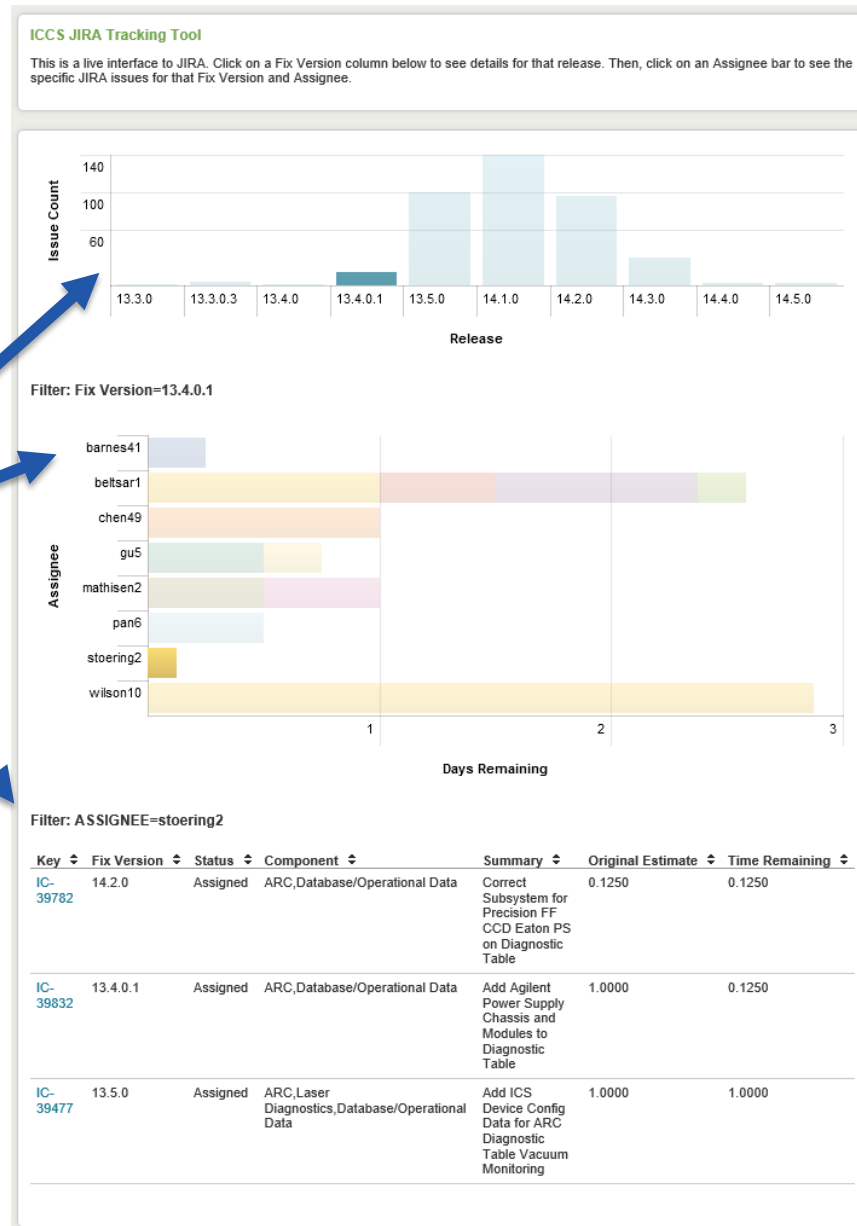 ICCS JIRA Tracking Tool
This is a live interface to JIRA. Click on a Fix Version column below to see details for that release. Then, click on an Assignee bar to see the
specific JIRA issues for that Fix Version and Assignee.
140
100
60
Issue Count
13.3.0 13.3.0.3 13.4.0 13.4.0.1 13.5.0 14.1.0 14.2.0 14.3.0 14.4.0 14.5.0
Release
Filter: Fix Version=13.4.0.1
Assignee
barnes41
beltsar1
chen49
gu5
mathisen2
pan6
stoering2
wilson10
1 2 3
Days Remaining
Filter: ASSIGNEE=stoering2
Key Fix Version Status Component Summary Original Estimate Time Remaining
IC- 14.2.0 Assigned ARC,Database/Operational Data Correct 0.1250 0.1250
39782 Subsystem for
Precision FF
CCD Eaton PS
on Diagnostic
Table
IC- 13.4.0.1 Assigned ARC,Database/Operational Data Add Agilent 1.0000 0.1250
39832 Power Supply
Chassis and
Modules to
Diagnostic
Table
IC- 13.5.0 Assigned ARC,Laser Add ICS 1.0000 1.0000
39477 Diagnostics,Database/Operational Device Config
Data Data for ARC
Diagnostic
Table Vacuum
Monitoring